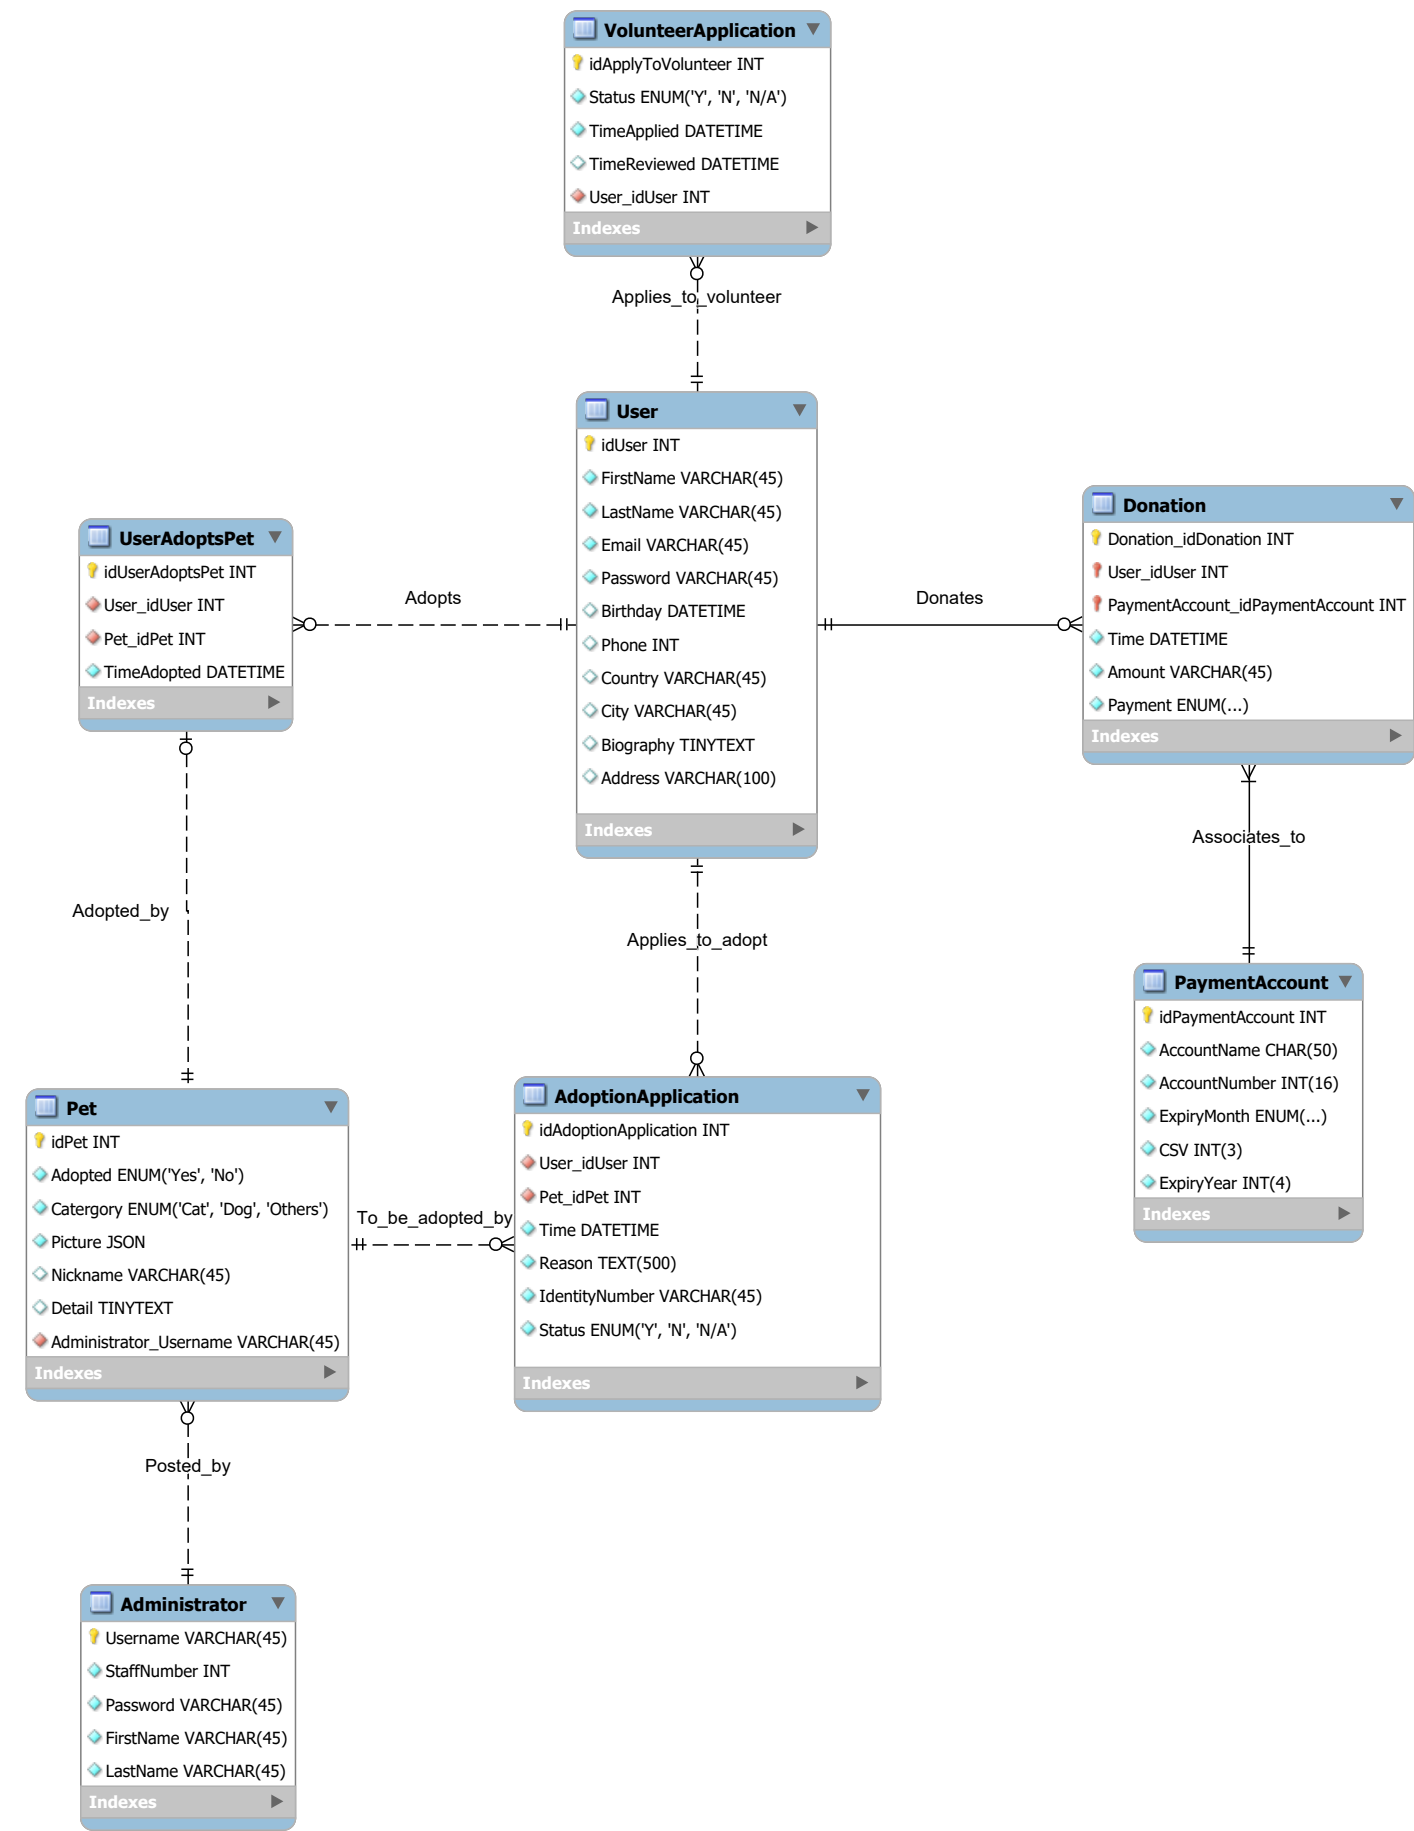 VolunteerApplication
idApplyToVolunteer INT
Status ENUM('Y', 'N', 'N/A')
TimeApplied DATETIME
TimeReviewed DATETIME
User_idUser INT
Indexes
Applies_to_volunteer
User
idUser INT
FirstName VARCHAR(45)
LastName VARCHAR(45)
Email VARCHAR(45)
Password VARCHAR(45)
Birthday DATETIME
Phone INT
Country VARCHAR(45)
City VARCHAR(45)
Biography TINYTEXT
Address VARCHAR(100)
Indexes
UserAdoptsPet
idUserAdoptsPet INT
User_idUser INT
Pet_idPet INT
TimeAdopted DATETIME
Indexes
Adopts
Donates
Donation
Donation_idDonation INT
User_idUser INT
PaymentAccount_idPaymentAccount INT
Time DATETIME
Amount VARCHAR(45)
Payment ENUM(...)
Indexes
Associates_to
Adopted_by
Applies_to_adopt
PaymentAccount
idPaymentAccount INT
AccountName CHAR(50)
AccountNumber INT(16)
ExpiryMonth ENUM(...)
CSV INT(3)
ExpiryYear INT(4)
Indexes
Pet
idPet INT
Adopted ENUM('Yes', 'No')
Catergory ENUM('Cat', 'Dog', 'Others')
Picture JSON
Nickname VARCHAR(45)
Detail TINYTEXT
Administrator_Username VARCHAR(45)
Indexes
To_be_adopted_by
AdoptionApplication
idAdoptionApplication INT
User_idUser INT
Pet_idPet INT
Time DATETIME
Reason TEXT(500)
IdentityNumber VARCHAR(45)
Status ENUM('Y', 'N', 'N/A')
Indexes
Posted_by
Administrator
Username VARCHAR(45)
StaffNumber INT
Password VARCHAR(45)
FirstName VARCHAR(45)
LastName VARCHAR(45)
Indexes